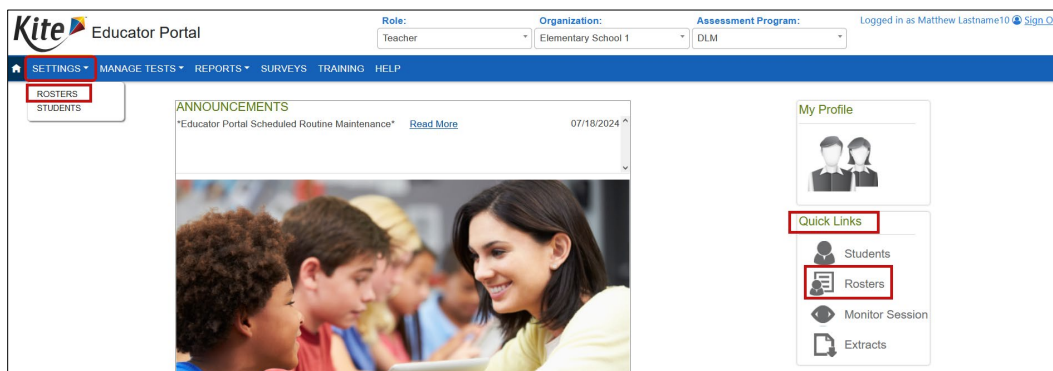 Kite Educator Portal
Role: Organization: Assessment Program: Logged in as Matthew Lastname10 Sign O
Teacher Elementary School 1 DLM
SETTINGS MANAGE TESTS REPORTS SURVEYS TRAINING HELP
ROSTERS
STUDENTS
ANNOUNCEMENTS
*Educator Portal Scheduled Routine Maintenance* Read More 07/18/2024
My Profile
Quick Links
Students
Rosters
Monitor Session
Extracts